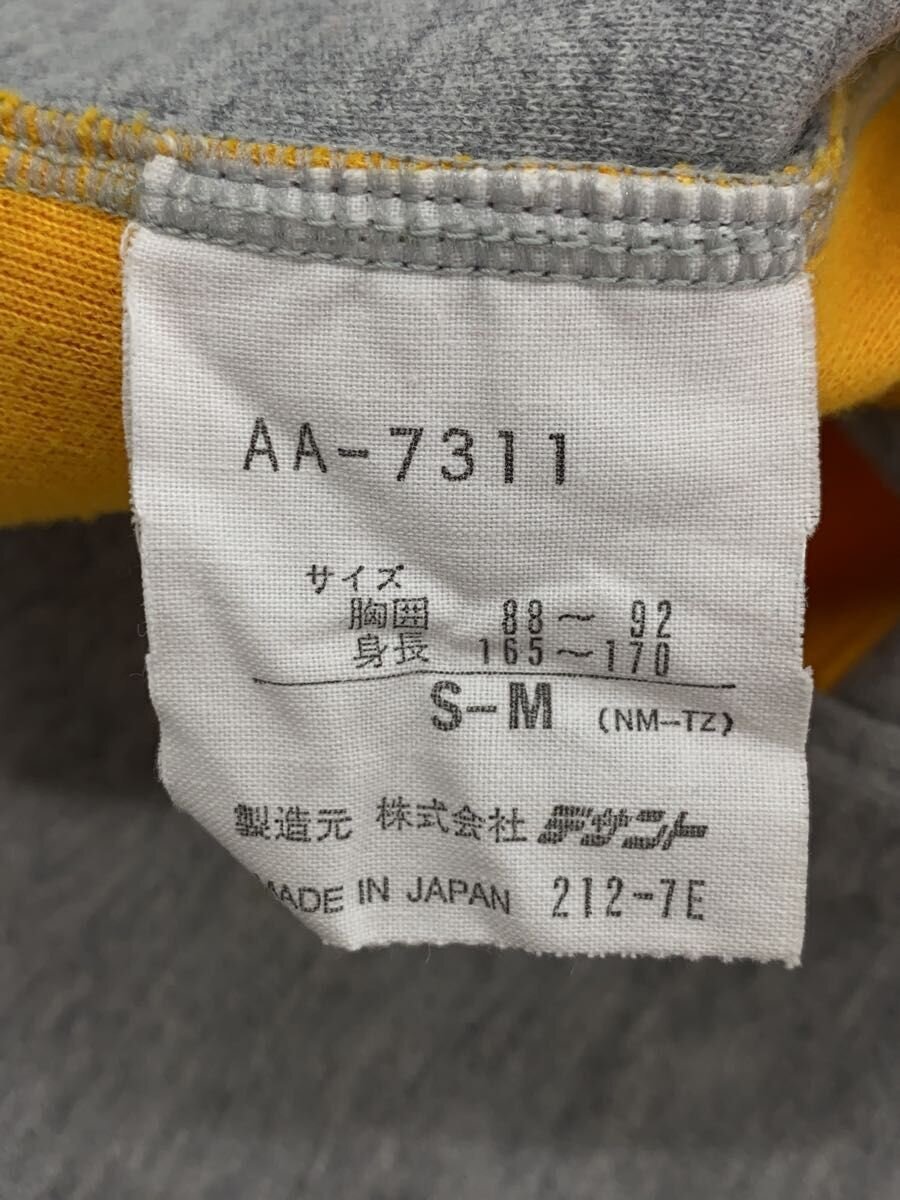 AA-7311
サイズ
胸囲 88〜 92
身長 165〜170
S-M (NM-TZ)
製造元 株式会社 デサント
MADE IN JAPAN 212-7E